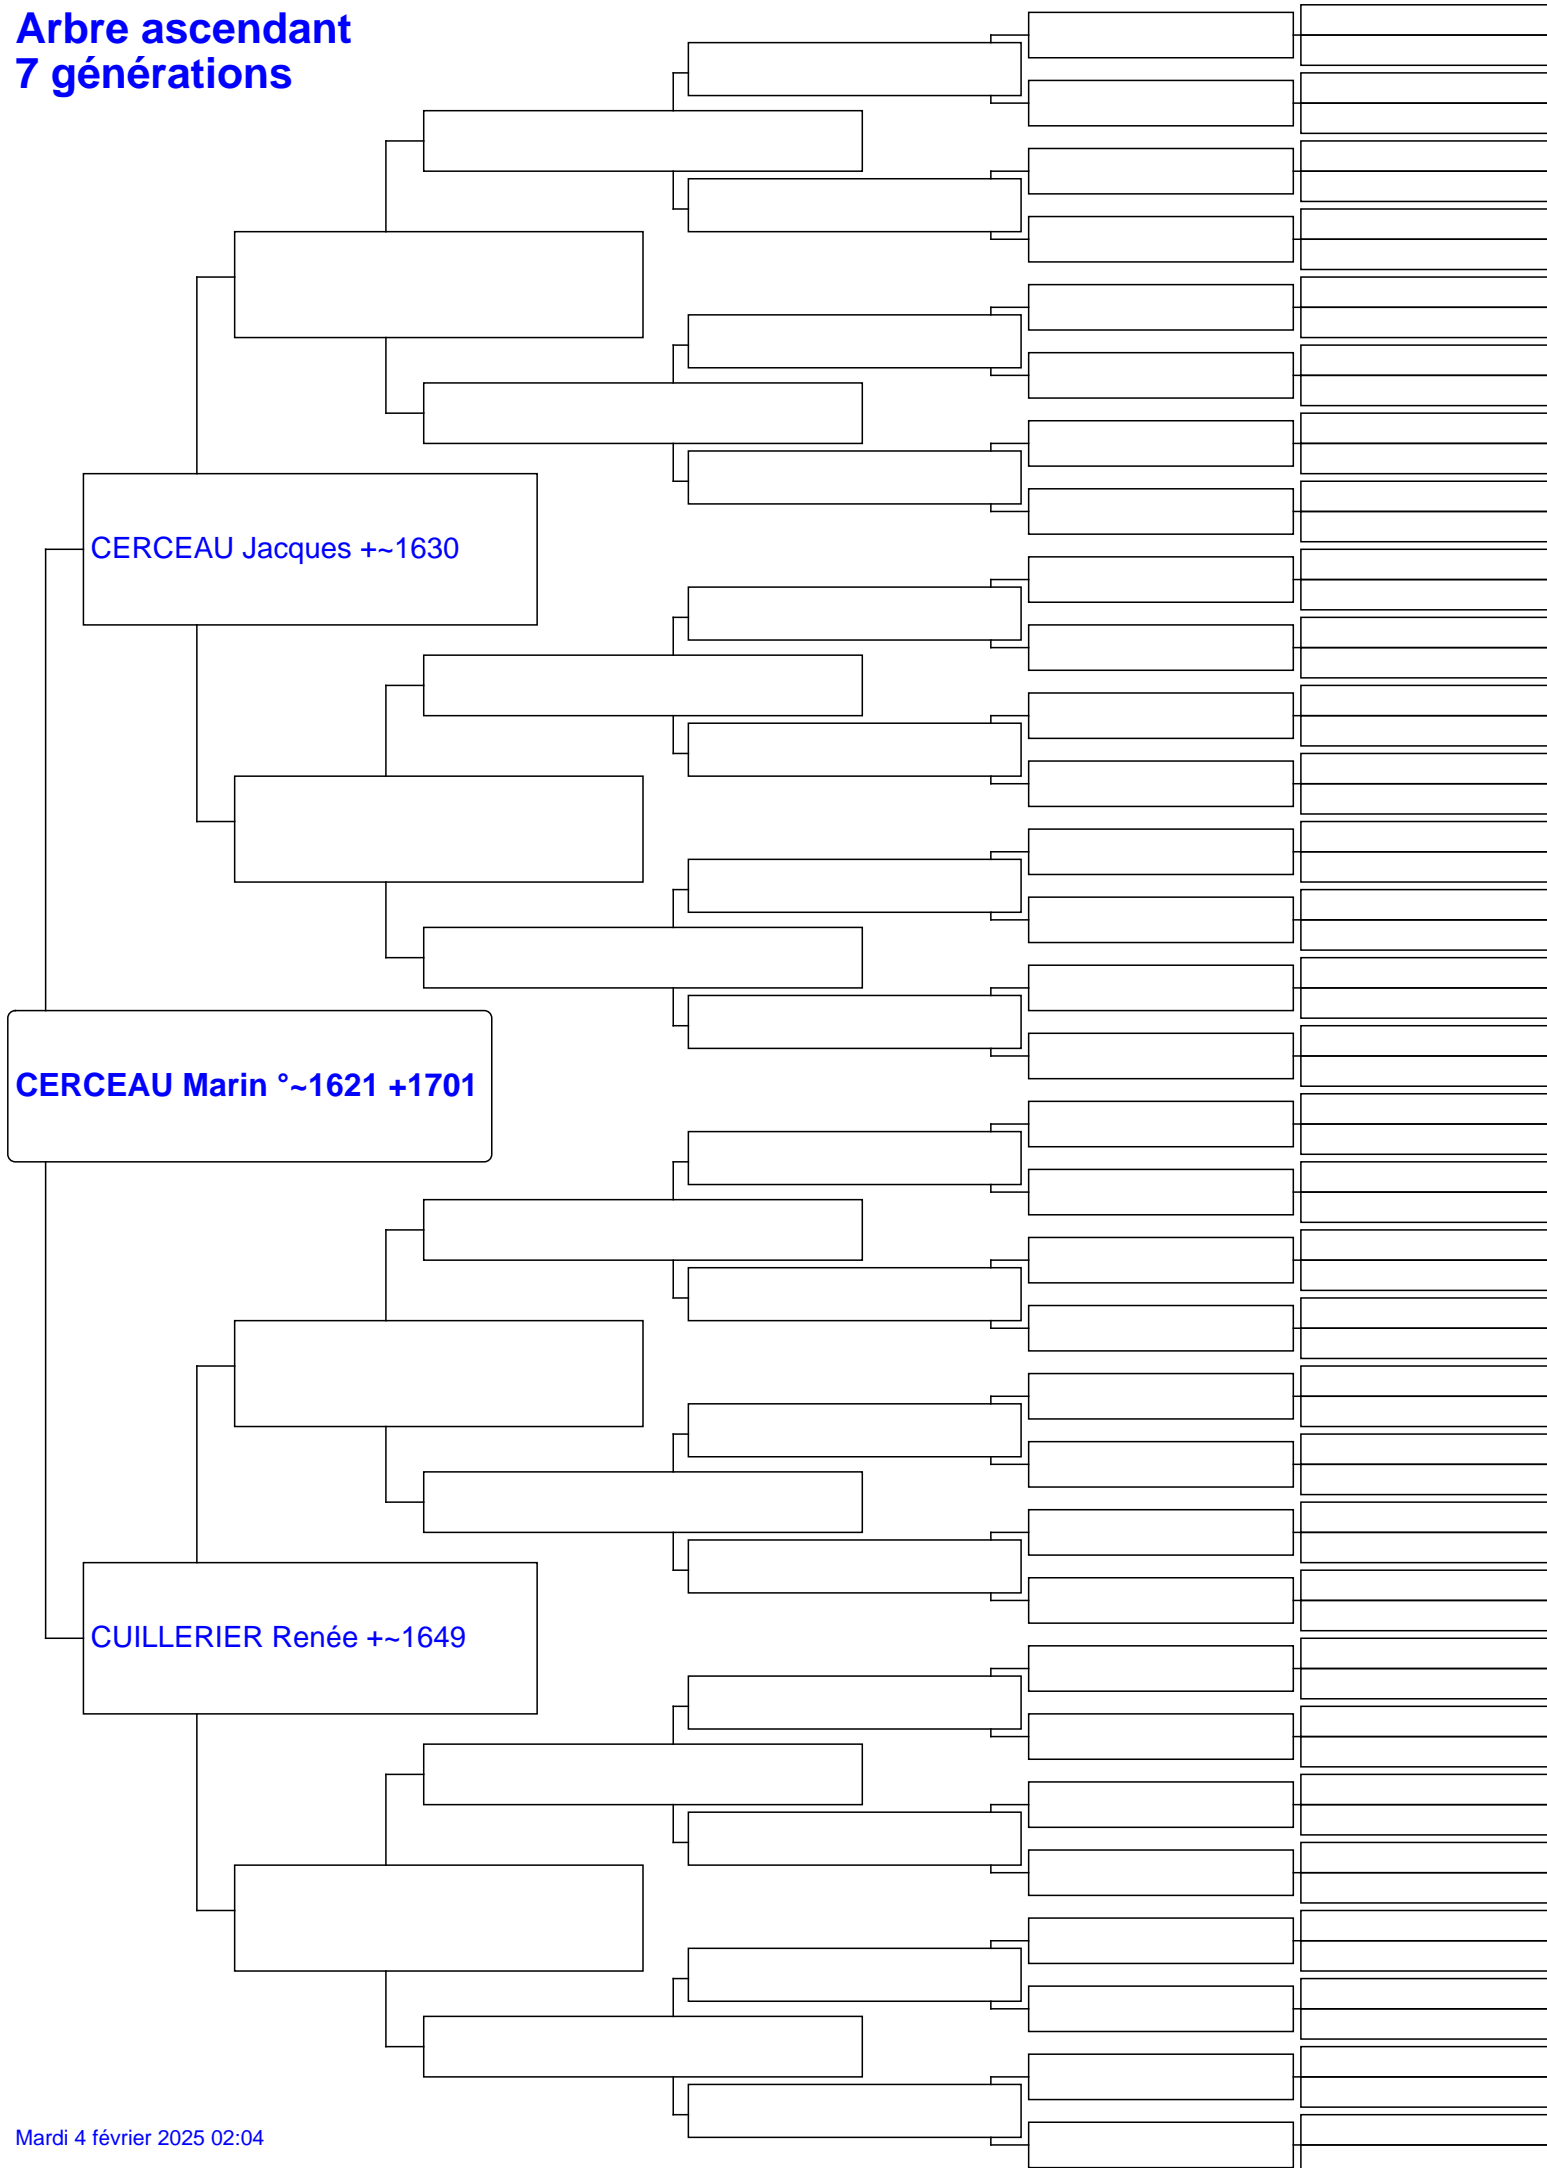 Arbre ascendant
7 générations
CERCEAU Jacques +~1630
CERCEAU Marin °~1621 +1701
CUILLERIER Renée +~1649
Mardi 4 février 2025 02:04